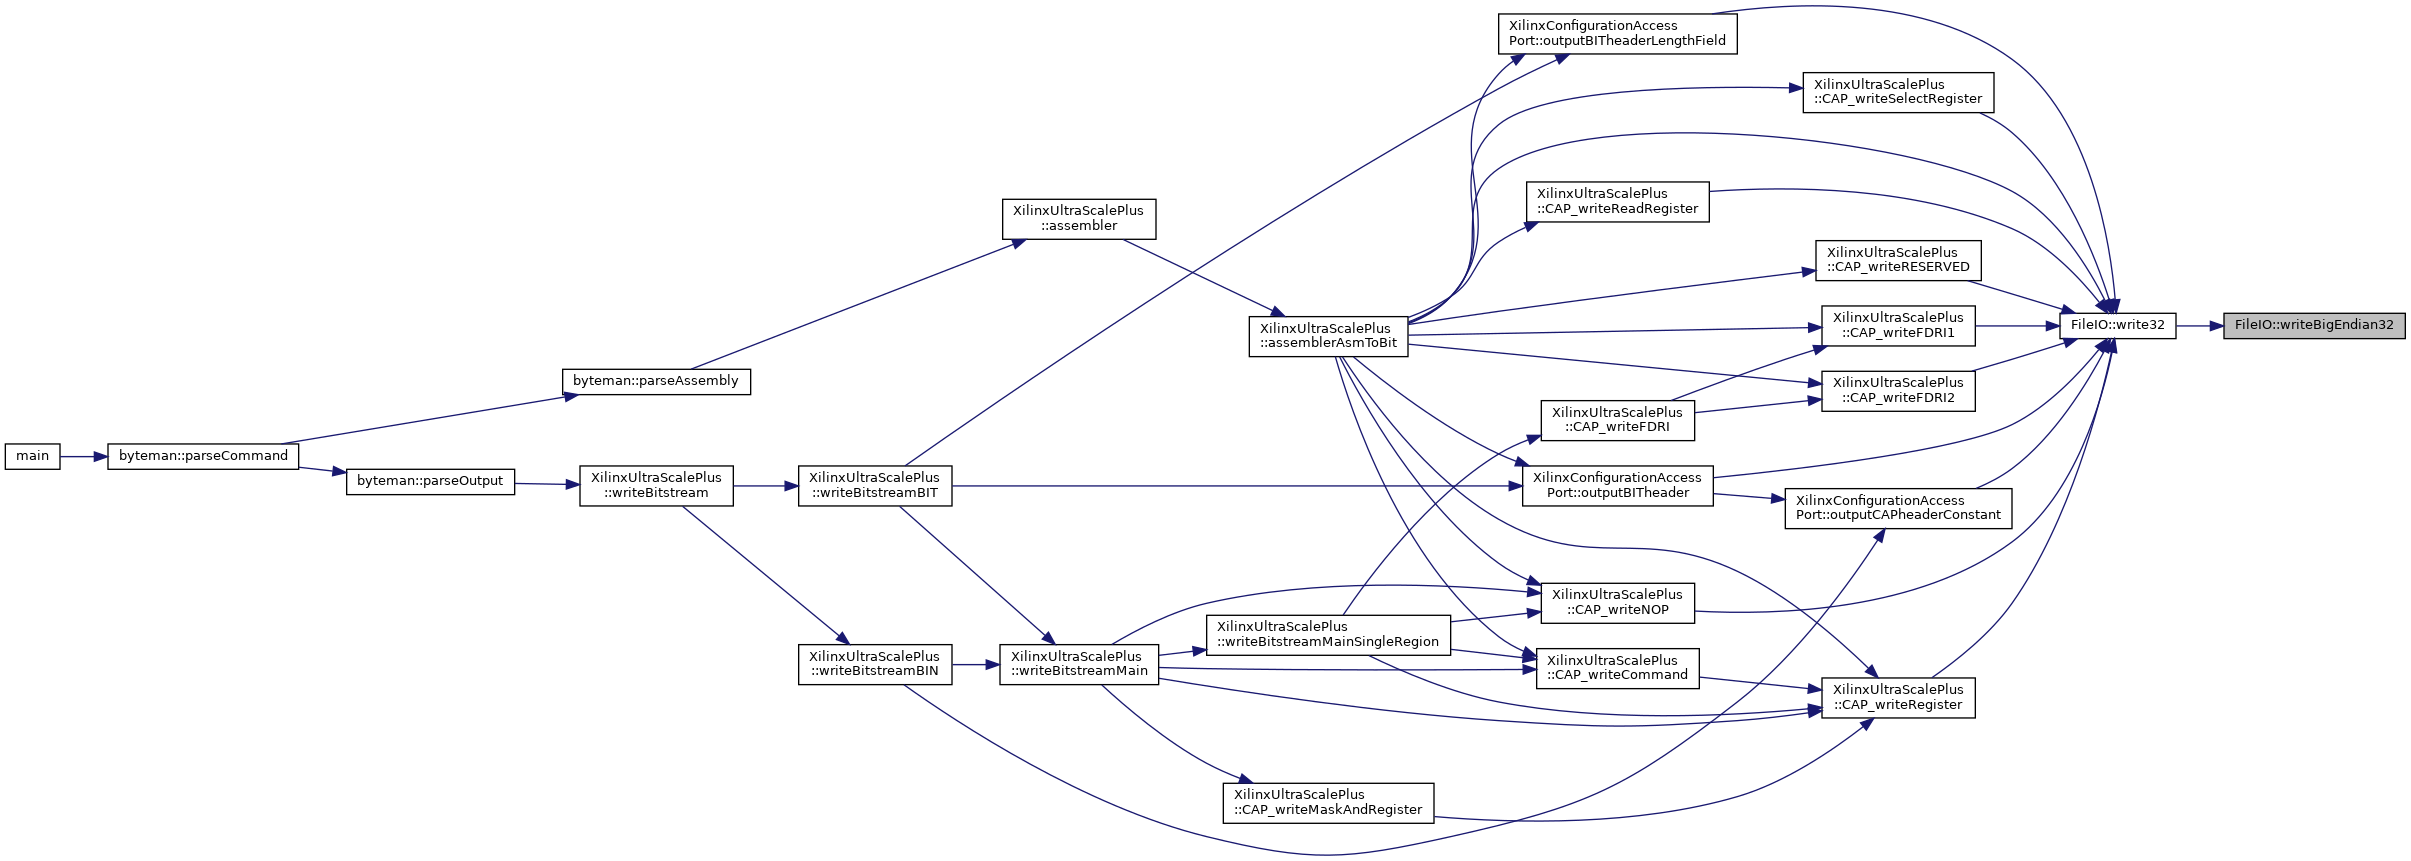 main
byteman::parseCommand
byteman::parseAssembly
byteman::parseOutput
XilinxUltraScalePlus
::writeBitstream
XilinxUltraScalePlus
::writeBitstreamBIT
XilinxUltraScalePlus
::writeBitstreamBIN
XilinxUltraScalePlus
::assembler
XilinxUltraScalePlus
::writeBitstreamMain
XilinxUltraScalePlus
::assemblerAsmToBit
XilinxUltraScalePlus
::writeBitstreamMainSingleRegion
XilinxUltraScalePlus
::CAP_writeMaskAndRegister
XilinxConfigurationAccess
Port::outputBITheaderLengthField
XilinxUltraScalePlus
::CAP_writeReadRegister
XilinxUltraScalePlus
::CAP_writeFDRI
XilinxConfigurationAccess
Port::outputBITheader
XilinxUltraScalePlus
::CAP_writeNOP
XilinxUltraScalePlus
::CAP_writeCommand
XilinxUltraScalePlus
::CAP_writeSelectRegister
XilinxUltraScalePlus
::CAP_writeRESERVED
XilinxUltraScalePlus
::CAP_writeFDRI1
XilinxUltraScalePlus
::CAP_writeFDRI2
XilinxConfigurationAccess
Port::outputCAPheaderConstant
XilinxUltraScalePlus
::CAP_writeRegister
FileIO::write32
FileIO::writeBigEndian32